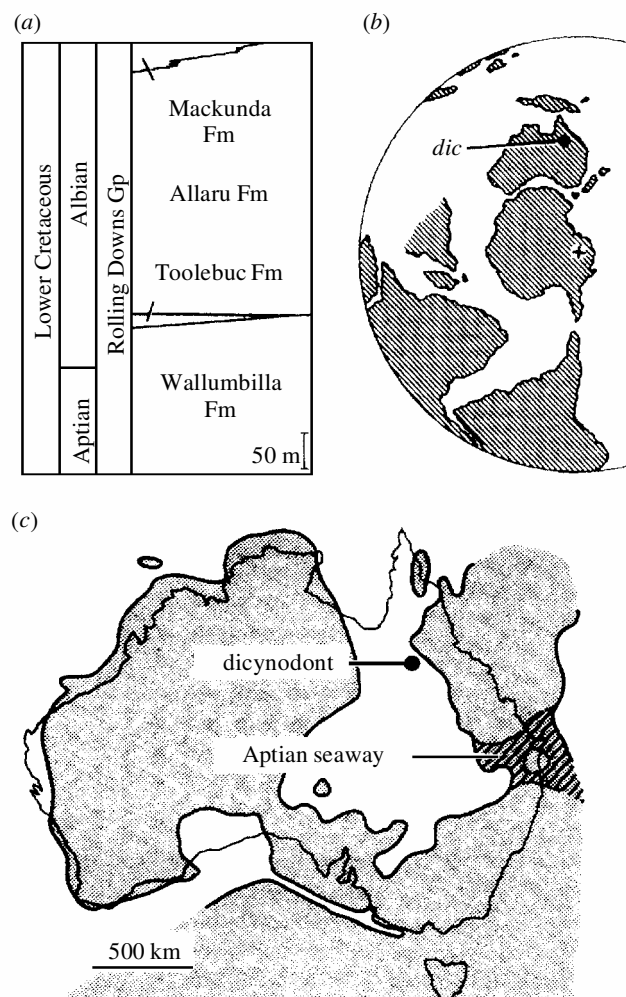 (a)
Lower Cretaceous
Albian
Aptian
Rolling Downs Gp
Mackunda
Fm
Allaru Fm
Toolebuc Fm
Wallumbilla
Fm
50 m
(b)
dic
(c)
dicynodont
Aptian seaway
500 km